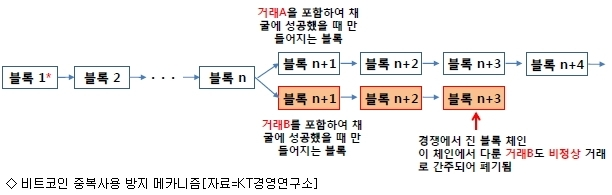 거래A을 포함하여 채
굴에 성공했을 때 만
들어지는 블록
블록 1* 블록 2 · · · 블록 n
블록 n+1 블록 n+2 블록 n+3 블록 n+4
블록 n+1 블록 n+2 블록 n+3
거래B를 포함하여 채
굴에 성공했을 때 만
들어지는 블록
경쟁에서 진 블록 체인
이 체인에서 다룬 거래B도 비정상 거래
로 간주되어 폐기됨
◇ 비트코인 중복사용 방지 메카니즘[자료=KT경영연구소]